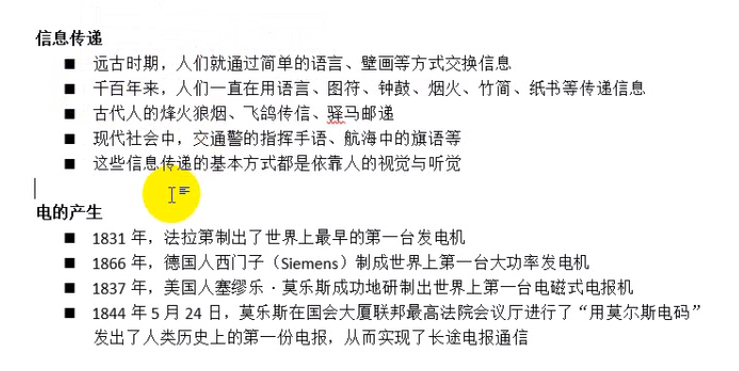 信息传递
■ 远古时期，人们就通过简单的语言、壁画等方式交换信息
■ 千百年来，人们一直在用语言、图符、钟鼓、烟火、竹简、纸书等传递信息
■ 古代人的烽火狼烟、飞鸽传信、驿马邮递
■ 现代社会中，交通警的指挥手语、航海中的旗语等
■ 这些信息传递的基本方式都是依靠人的视觉与听觉
电的产生
■ 1831 年，法拉第制出了世界上最早的第一台发电机
■ 1866 年，德国人西门子（Siemens）制成世界上第一台大功率发电机
■ 1837 年，美国人塞缪乐·莫乐斯成功地研制出世界上第一台电磁式电报机
■ 1844 年 5 月 24 日，莫乐斯在国会大厦联邦最高法院会议厅进行了“用莫尔斯电码”
发出了人类历史上的第一份电报，从而实现了长途电报通信